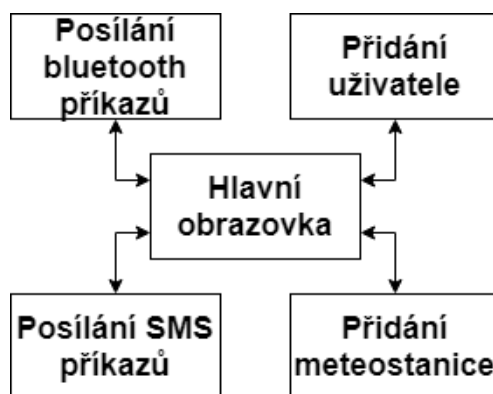 Posílání
bluetooth
příkazů
Přidání
uživatele
Hlavní
obrazovka
Posílání SMS
příkazů
Přidání
meteostanice